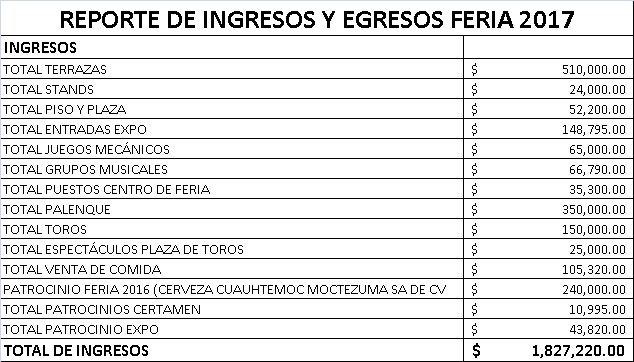 REPORTE DE INGRESOS Y EGRESOS FERIA 2017
INGRESOS
TOTAL TERRAZAS $ 510,000.00
TOTAL STANDS $ 24,000.00
TOTAL PISO Y PLAZA $ 52,200.00
TOTAL ENTRADAS EXPO $ 148,795.00
TOTAL JUEGOS MECÁNICOS $ 65,000.00
TOTAL GRUPOS MUSICALES $ 66,790.00
TOTAL PUESTOS CENTRO DE FERIA $ 35,300.00
TOTAL PALENQUE $ 350,000.00
TOTAL TOROS $ 150,000.00
TOTAL ESPECTÁCULOS PLAZA DE TOROS $ 25,000.00
TOTAL VENTA DE COMIDA $ 105,320.00
PATROCINIO FERIA 2016 (CERVEZA CUAUHTEMOC MOCTEZUMA SA DE CV $ 240,000.00
TOTAL PATROCINIOS CERTAMEN $ 10,995.00
TOTAL PATROCINIO EXPO $ 43,820.00
TOTAL DE INGRESOS $ 1,827,220.00